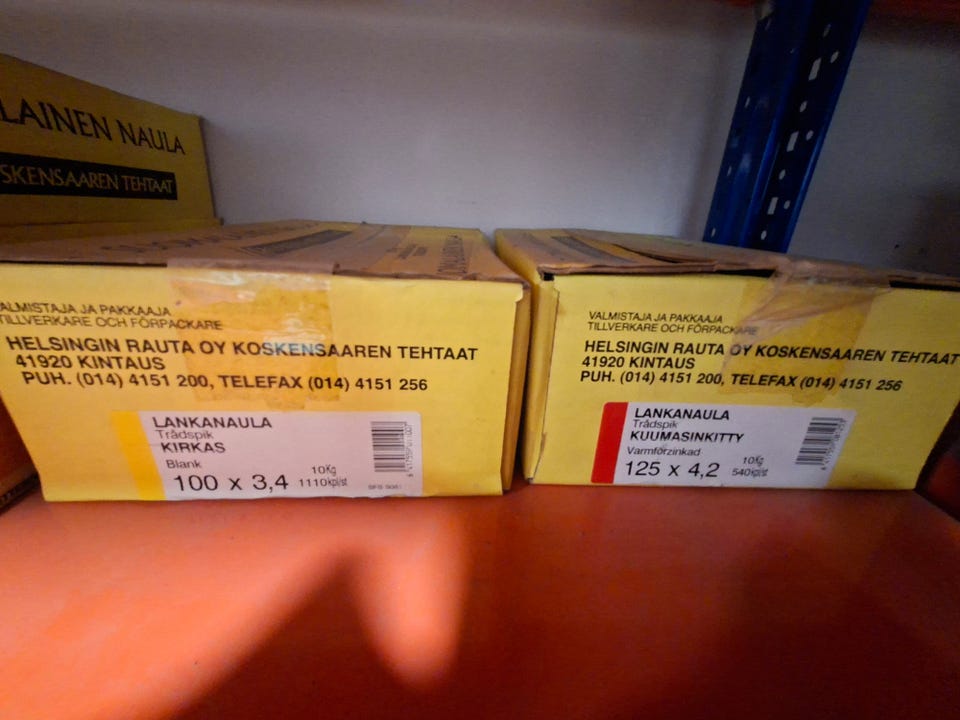 LAINEN NAULA
SKENSAAREN TEHTAAT
VALMISTAJA JA PAKKAAJA
TILLVERKARE OCH FÖRPACKARE
HELSINGIN RAUTA OY KOSKENSAAREN TEHTAAT
41920 KINTAUS
PUH. (014) 4151 200, TELEFAX (014) 4151 256
LANKANAULA
Trådspik
KIRKAS
Blank
100 x 3,4 10Kg 1110kpl/st
VALMISTAJA JA PAKKAAJA
TILLVERKARE OCH FÖRPACKARE
HELSINGIN RAUTA OY KOSKENSAAREN TEHTAAT
41920 KINTAUS
PUH. (014) 4151 200, TELEFAX (014) 4151 256
LANKANAULA
Trådspik
KUUMASINKITTY
Varmförzinkad
125 x 4,2 10Kg 540kpl/st